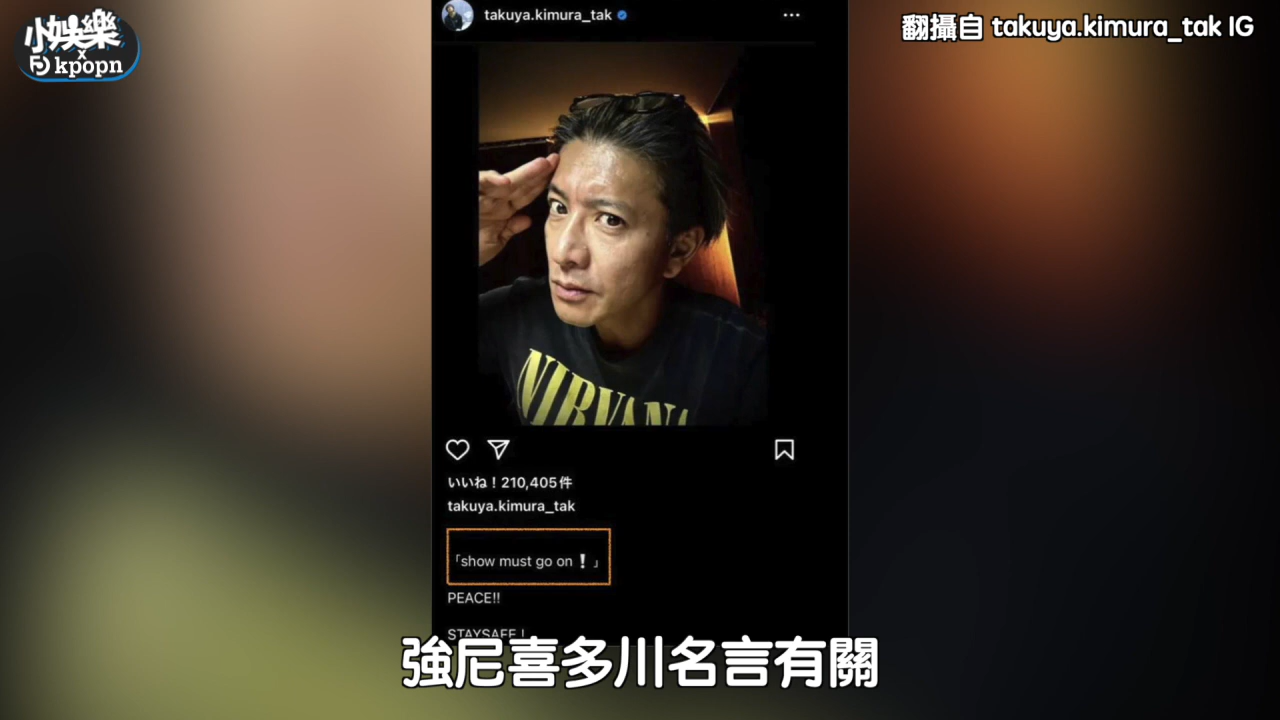 小娛樂
x
kpopn
翻攝自 takuya.kimura_tak IG
takuya.kimura_tak
NIRVANA
いいね！210,405件
takuya.kimura_tak
「show must go on❕」
PEACE!!
STAYSAFE !
強尼喜多川名言有關